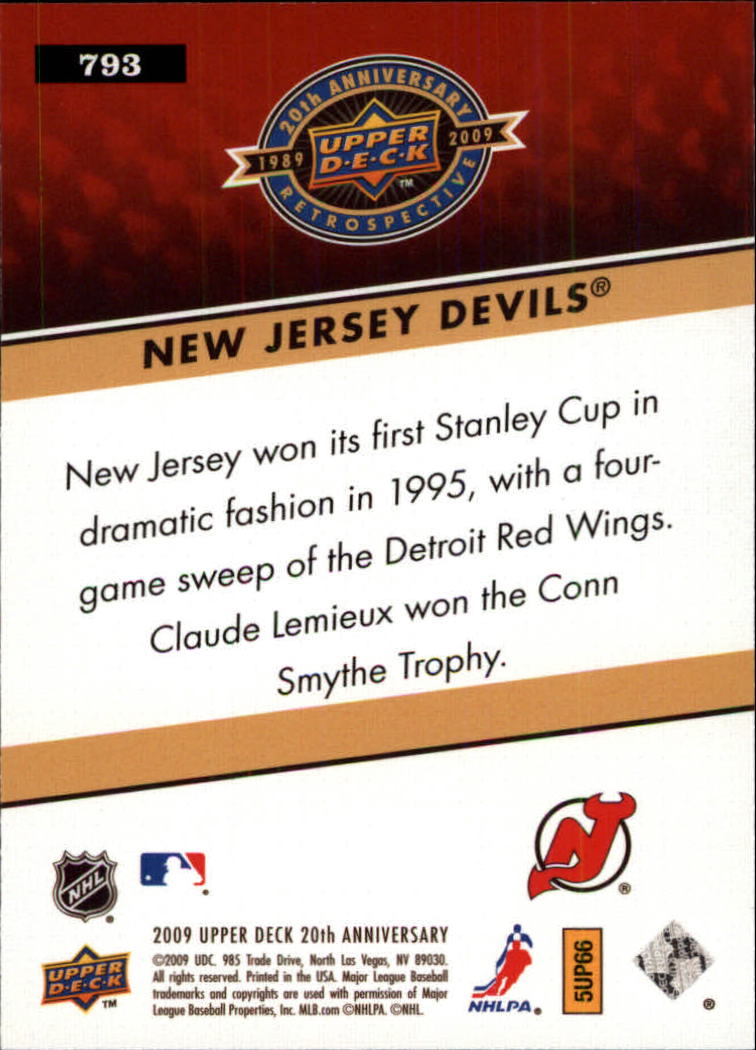 793
20th ANNIVERSARY
1989 UPPER DECK 2009
™
RETROSPECTIVE
NEW JERSEY DEVILS®
New Jersey won its first Stanley Cup in
dramatic fashion in 1995, with a four-
game sweep of the Detroit Red Wings.
Claude Lemieux won the Conn
Smythe Trophy.
NHL
®
®
®
2009 UPPER DECK 20th ANNIVERSARY
©2009 UDC. 985 Trade Drive, North Las Vegas, NV 89030.
All rights reserved. Printed in the USA. Major League Baseball
trademarks and copyrights are used with permission of Major
League Baseball Properties, Inc. MLB.com ©NHLPA. ©NHL.
UPPER
D·E·C·K
™
NHLPA®
5UP66
®